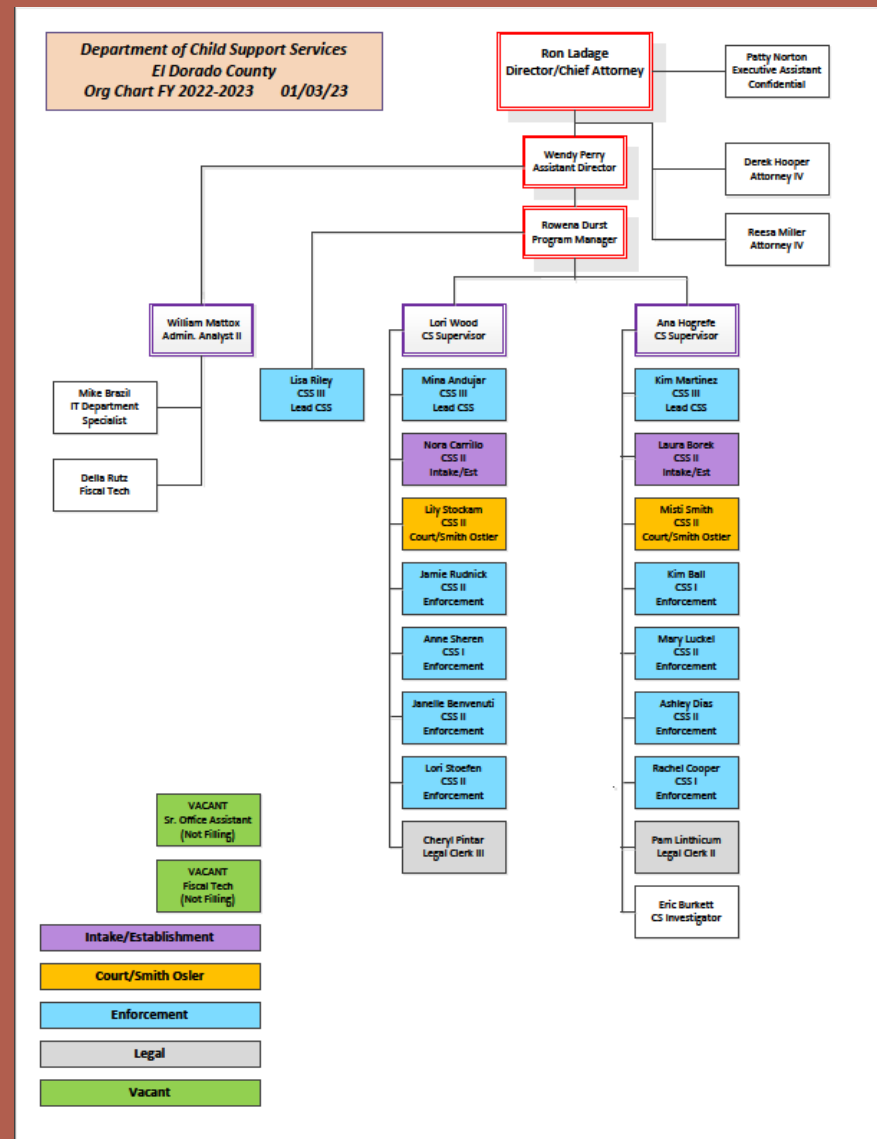 Department of Child Support Services
El Dorado County
Org Chart FY 2022-2023 01/03/23
Ron Ladage
Director/Chief Attorney
Patty Norton
Executive Assistant
Confidential
Wendy Perry
Assistant Director
Derek Hooper
Attorney IV
Rowena Durst
Program Manager
Reesa Miller
Attorney IV
William Mattox
Admin. Analyst II
Lori Wood
CS Supervisor
Ana Hogrefe
CS Supervisor
Mike Brazil
IT Department
Specialist
Della Rutz
Fiscal Tech
Lisa Riley
CSS III
Lead CSS
Mina Andujar
CSS III
Lead CSS
Nora Carrillo
CSS II
Intake/Est
Lily Stockam
CSS II
Court/Smith Ostler
Jamie Rudnick
CSS II
Enforcement
Anne Sheren
CSS I
Enforcement
Janelle Benvenuti
CSS II
Enforcement
Lori Stoefen
CSS II
Enforcement
Cheryl Pintar
Legal Clerk III
Kim Martinez
CSS III
Lead CSS
Laura Borek
CSS II
Intake/Est
Misti Smith
CSS II
Court/Smith Ostler
Kim Ball
CSS I
Enforcement
Mary Luckel
CSS II
Enforcement
Ashley Dias
CSS II
Enforcement
Rachel Cooper
CSS I
Enforcement
Pam Linthicum
Legal Clerk II
Eric Burkett
CS Investigator
VACANT
Sr. Office Assistant
(Not Filling)
VACANT
Fiscal Tech
(Not Filling)
Intake/Establishment
Court/Smith Osler
Enforcement
Legal
Vacant